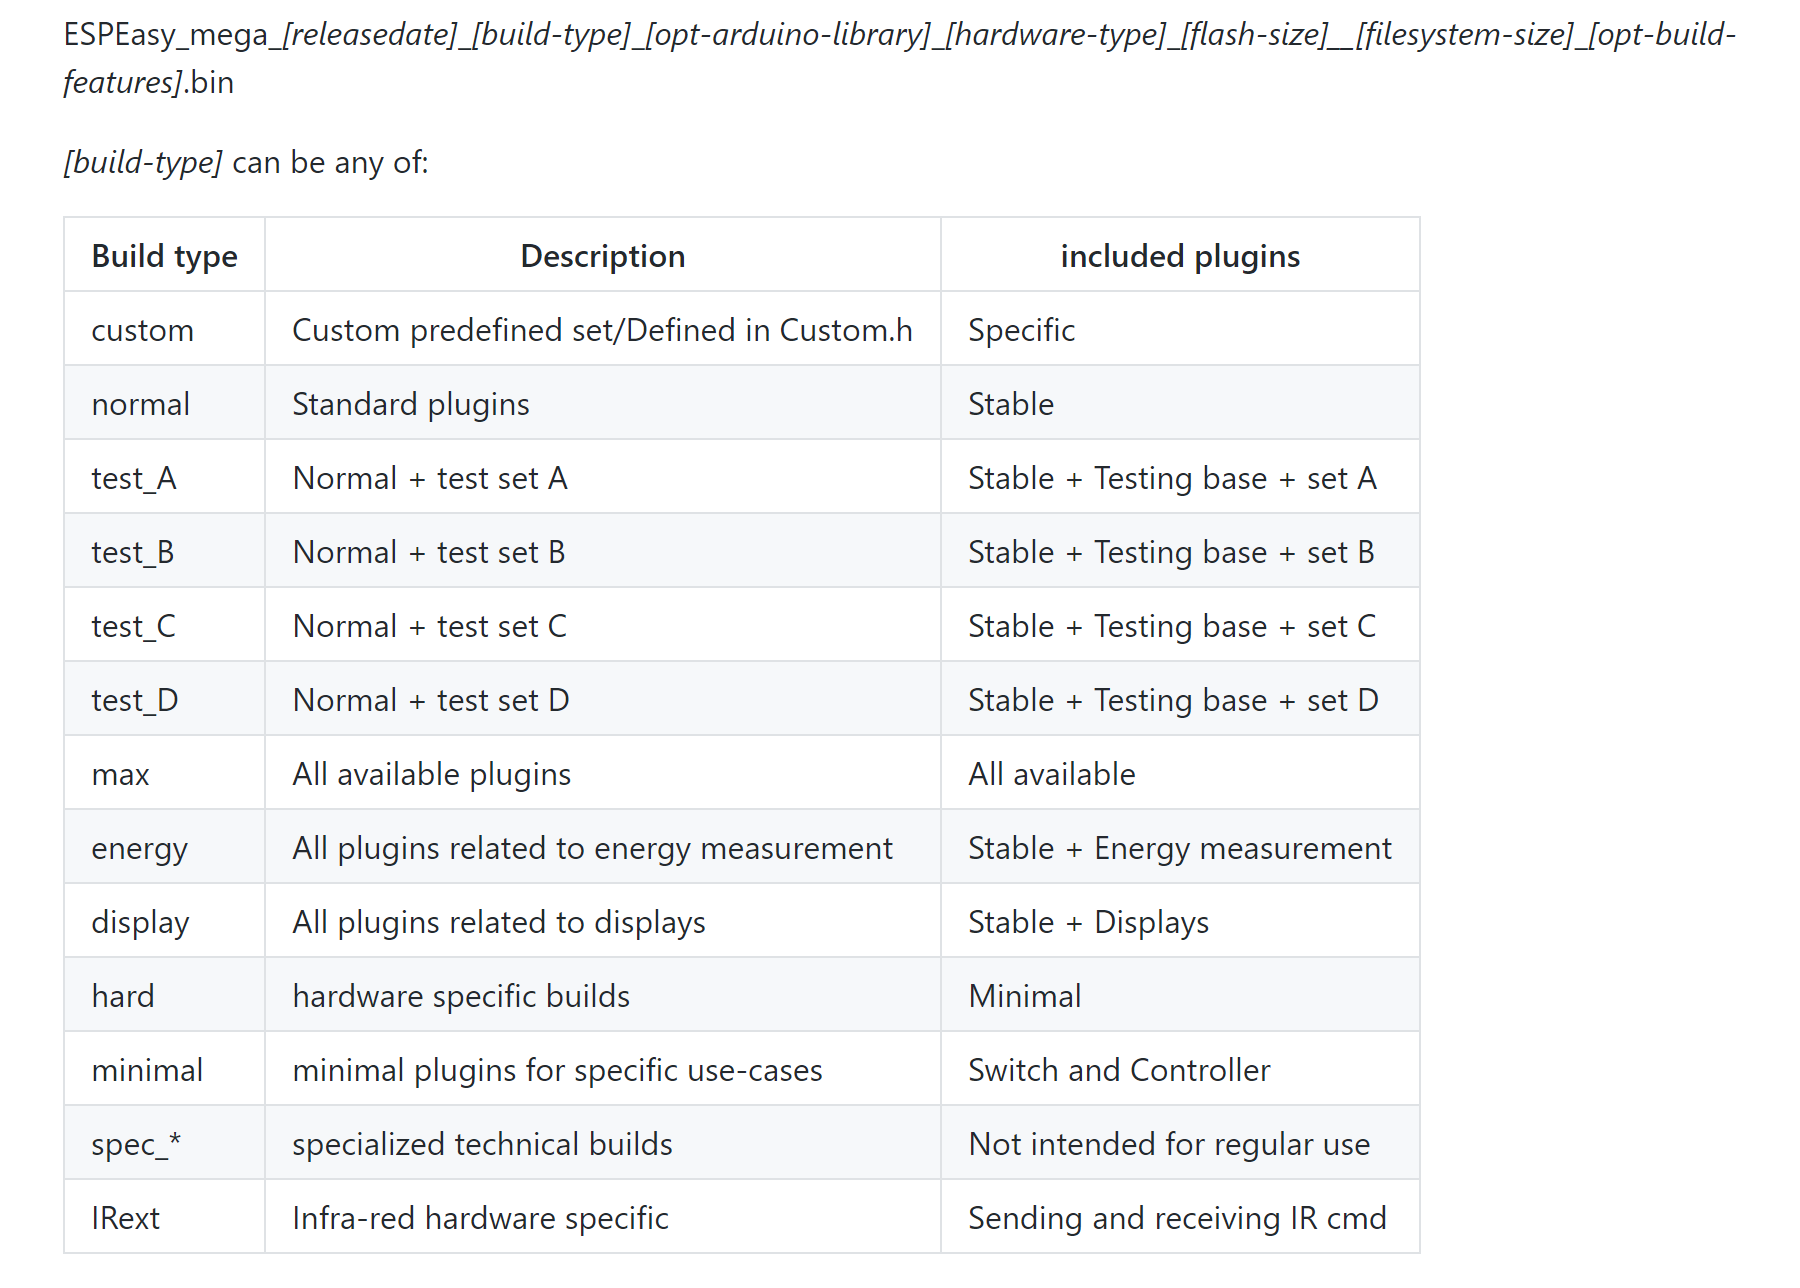 ESPEasy_mega_[releasedate]_[build-type]_[opt-arduino-library]_[hardware-type]_[flash-size]__[filesystem-size]_[opt-build-
features].bin
[build-type] can be any of:
Build type Description included plugins
custom Custom predefined set/Defined in Custom.h Specific
normal Standard plugins Stable
test_A Normal + test set A Stable + Testing base + set A
test_B Normal + test set B Stable + Testing base + set B
test_C Normal + test set C Stable + Testing base + set C
test_D Normal + test set D Stable + Testing base + set D
max All available plugins All available
energy All plugins related to energy measurement Stable + Energy measurement
display All plugins related to displays Stable + Displays
hard hardware specific builds Minimal
minimal minimal plugins for specific use-cases Switch and Controller
spec_* specialized technical builds Not intended for regular use
IRext Infra-red hardware specific Sending and receiving IR cmd